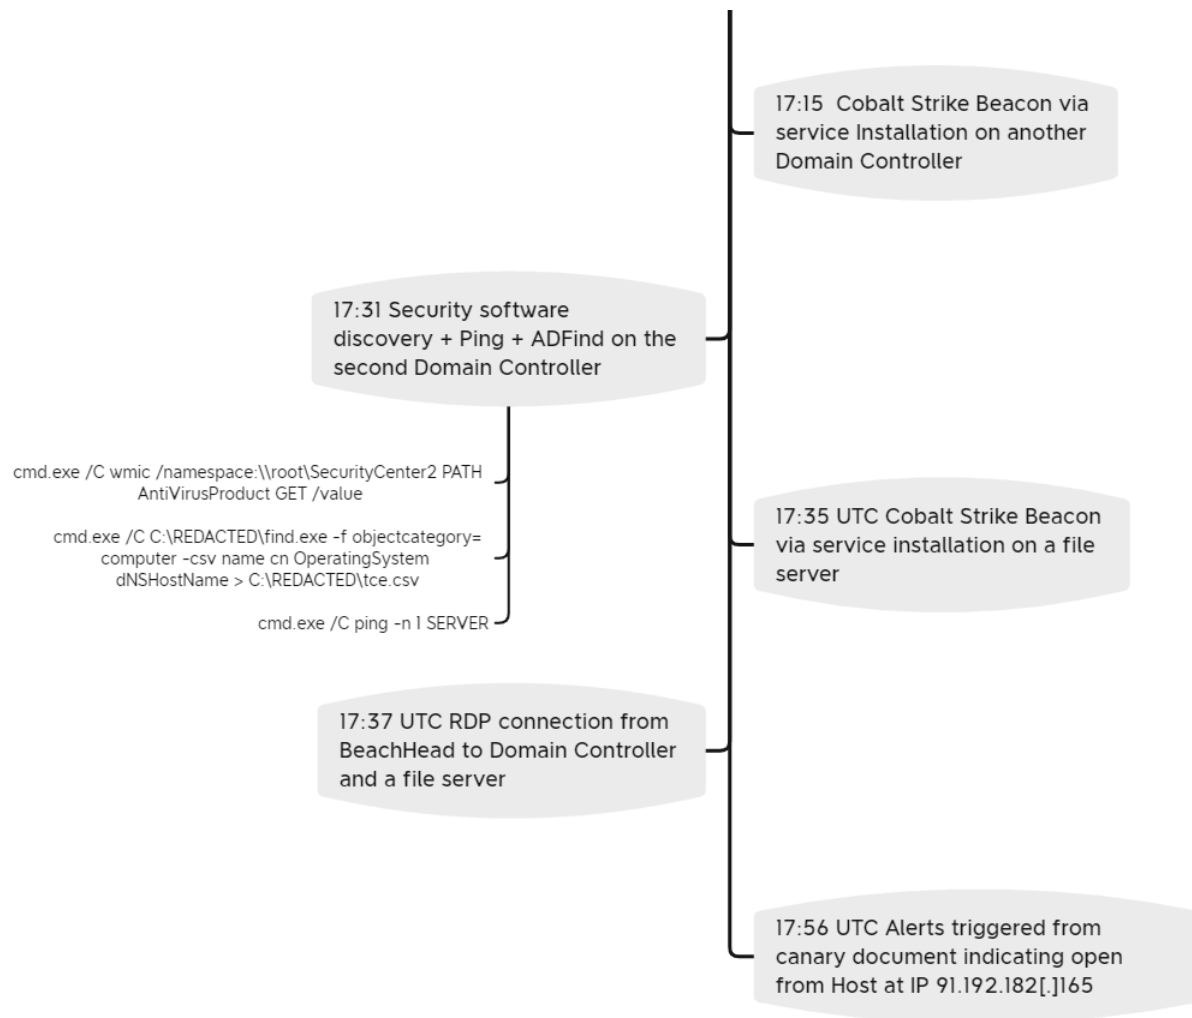 17:15 Cobalt Strike Beacon via
service Installation on another
Domain Controller
17:31 Security software
discovery + Ping + ADFind on the
second Domain Controller
cmd.exe /C wmic /namespace:\\root\SecurityCenter2 PATH
AntiVirusProduct GET /value
cmd.exe /C C:\REDACTED\find.exe -f objectcategory=
computer -csv name cn OperatingSystem
dNSHostName > C:\REDACTED\tce.csv
cmd.exe /C ping -n 1 SERVER
17:35 UTC Cobalt Strike Beacon
via service installation on a file
server
17:37 UTC RDP connection from
BeachHead to Domain Controller
and a file server
17:56 UTC Alerts triggered from
canary document indicating open
from Host at IP 91.192.182[.]165